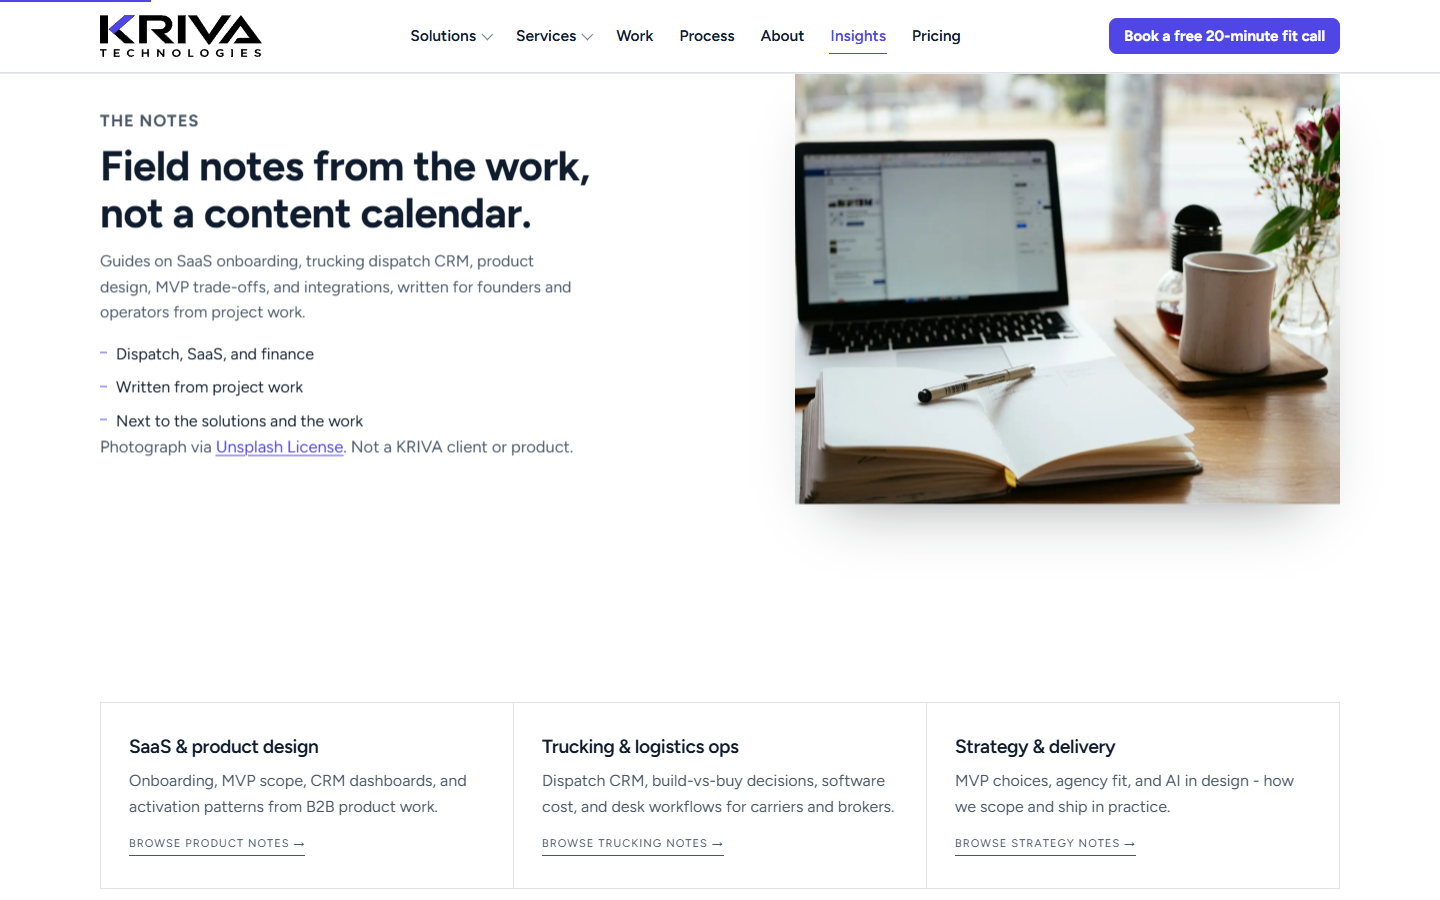 KRIVA
TECHNOLOGIES
Solutions
Services
Work
Process
About
Insights
Pricing
Book a free 20-minute fit call
THE NOTES
Field notes from the work,
not a content calendar.
Guides on SaaS onboarding, trucking dispatch CRM, product
design, MVP trade-offs, and integrations, written for founders and
operators from project work.
Dispatch, SaaS, and finance
Written from project work
Next to the solutions and the work
Photograph via Unsplash License. Not a KRIVA client or product.
SaaS & product design
Onboarding, MVP scope, CRM dashboards, and
activation patterns from B2B product work.
BROWSE PRODUCT NOTES →
Trucking & logistics ops
Dispatch CRM, build-vs-buy decisions, software
cost, and desk workflows for carriers and brokers.
BROWSE TRUCKING NOTES →
Strategy & delivery
MVP choices, agency fit, and AI in design - how
we scope and ship in practice.
BROWSE STRATEGY NOTES →